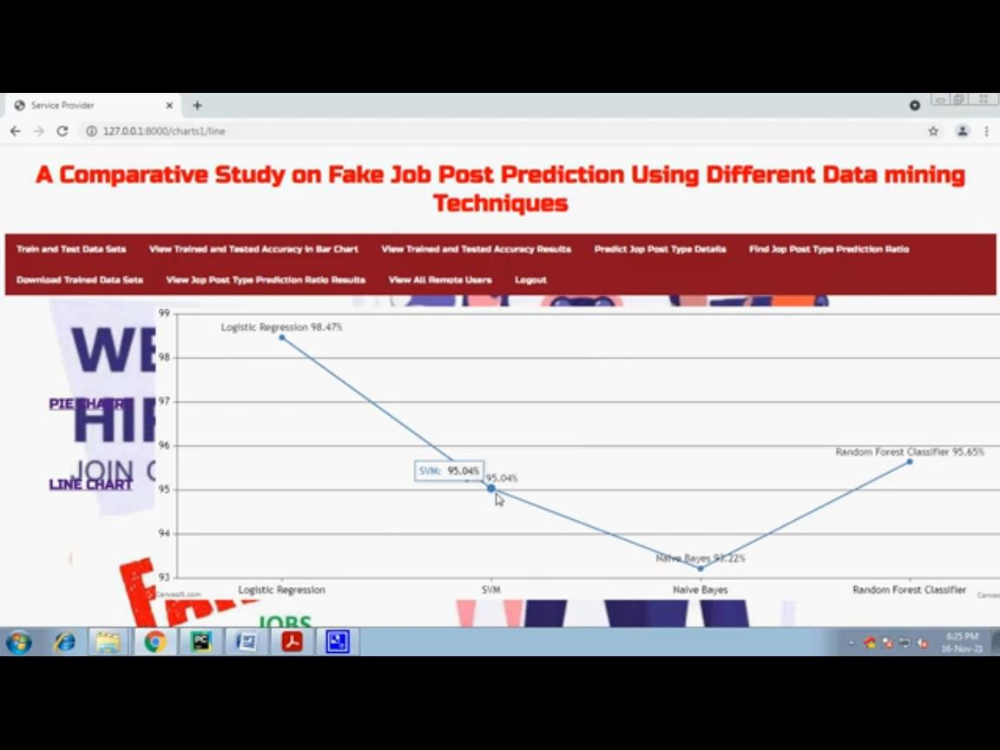 Service Provider
127.0.0.1:8000/charts1/line
A Comparative Study on Fake Job Post Prediction Using Different Data mining
Techniques
Train and Test Data Sets View Trained and Tested Accuracy in Bar Chart View Trained and Tested Accuracy Results Predict Jop Post Type Details Find Jop Post Type Prediction Ratio
Download Trained Data Sets View Jop Post Type Prediction Ratio Results View All Remote Users Logout
WE
HI
JOIN
PIE CHART
LINE CHART
JOBS
99
98
97
96
95
94
93
Logistic Regression 98.47%
SVM: 95.04%
95.04%
Naive Bayes 93.22%
Random Forest Classifier 95.65%
Logistic Regression SVM Naive Bayes Random Forest Classifier
CanvasJS.com
Canvas
6:25 PM
16-Nov-21